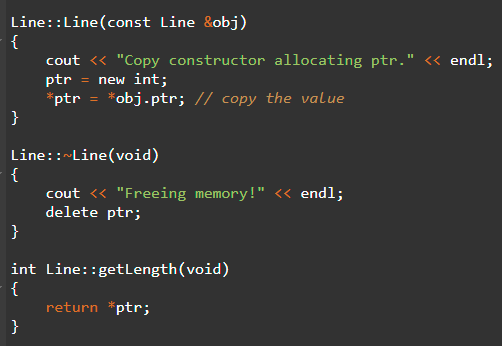 Line::Line(const Line &obj)
{
    cout << "Copy constructor allocating ptr." << endl;
    ptr = new int;
    *ptr = *obj.ptr; // copy the value
}

Line::~Line(void)
{
    cout << "Freeing memory!" << endl;
    delete ptr;
}

int Line::getLength(void)
{
    return *ptr;
}